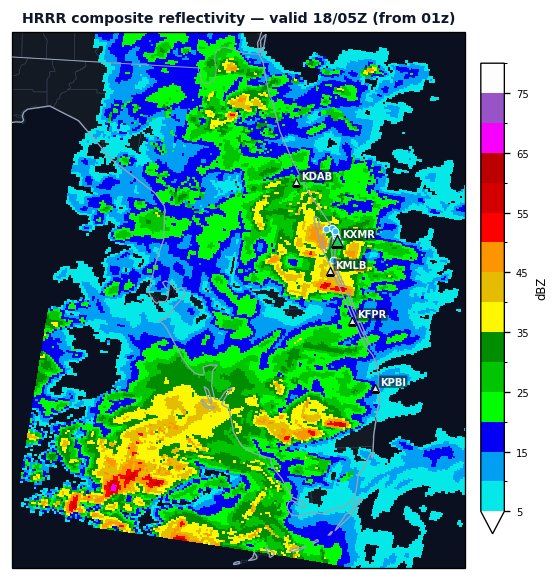 HRRR composite reflectivity — valid 18/05Z (from 01z)
KDAB
KXMR
KMLB
KFPR
KPBI
75
65
55
45
35
25
15
5
dBZ